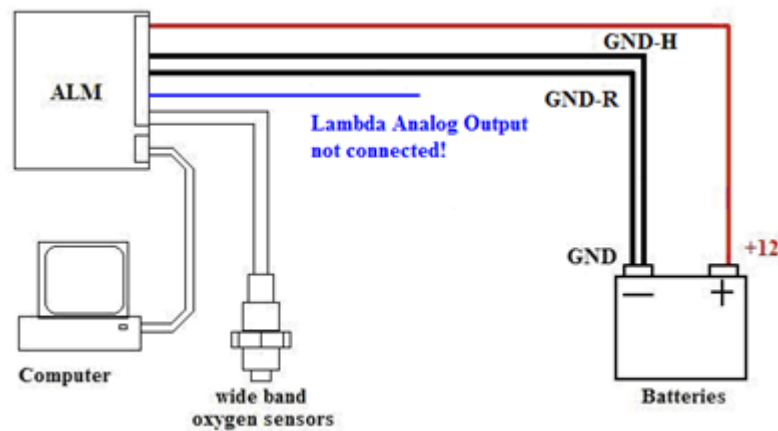 ALM
GND-H
GND-R
Lambda Analog Output
not connected!
GND
+12
Computer
wide band
oxygen sensors
Batteries